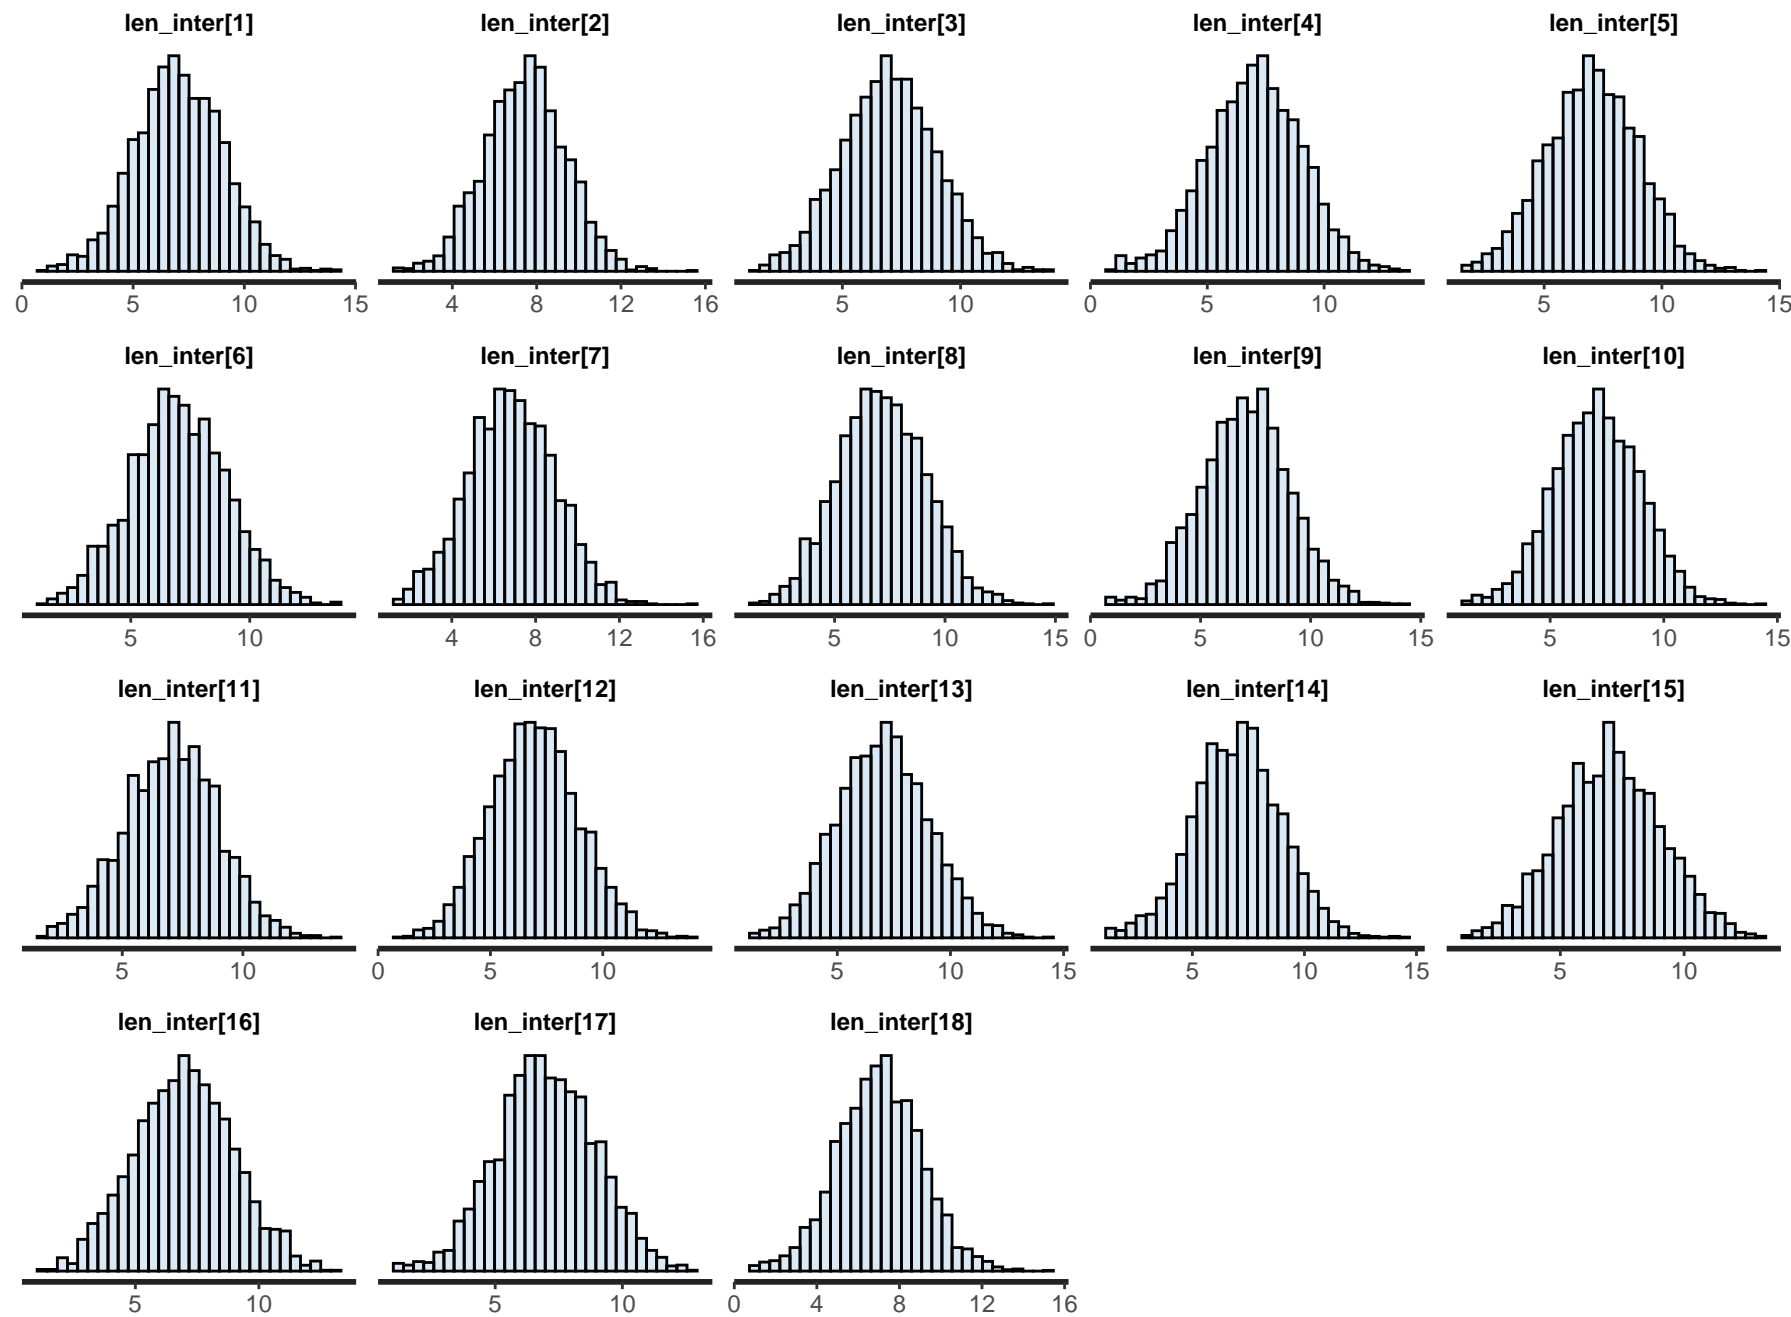 len_inter[1] len_inter[2] len_inter[3] len_inter[4] len_inter[5]
0 5 10 15 4 8 12 16 5 10 0 5 10 5 10 15
len_inter[6] len_inter[7] len_inter[8] len_inter[9] len_inter[10]
5 10 4 8 12 16 5 10 15 0 5 10 15 5 10 15
len_inter[11] len_inter[12] len_inter[13] len_inter[14] len_inter[15]
5 10 0 5 10 5 10 15 5 10 15 5 10
len_inter[16] len_inter[17] len_inter[18]
5 10 5 10 0 4 8 12 16